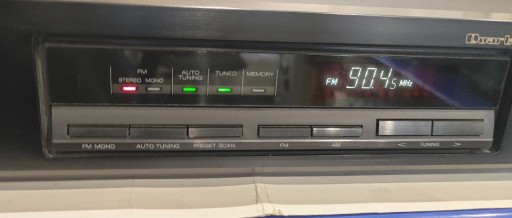 Quar
FM
STEREO MONO
AUTO TUNING
TUNED
MEMORY
FM 90.45 MHz
FM MONO
AUTO TUNING
PRESET SCAN
FM
AM
< TUNING >